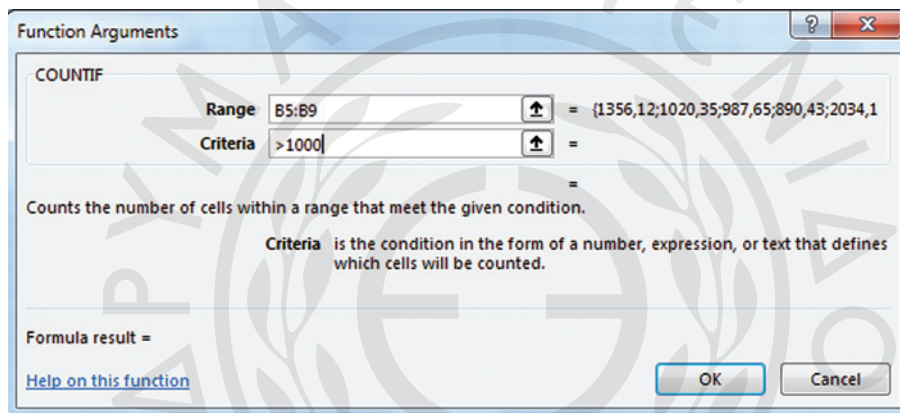 Function Arguments
COUNTIF
Range B5:B9 = {1356,12;1020,35;987,65;890,43;2034,1
Criteria >1000 =
=
Counts the number of cells within a range that meet the given condition.
Criteria is the condition in the form of a number, expression, or text that defines
which cells will be counted.
Formula result =
Help on this function
OK Cancel